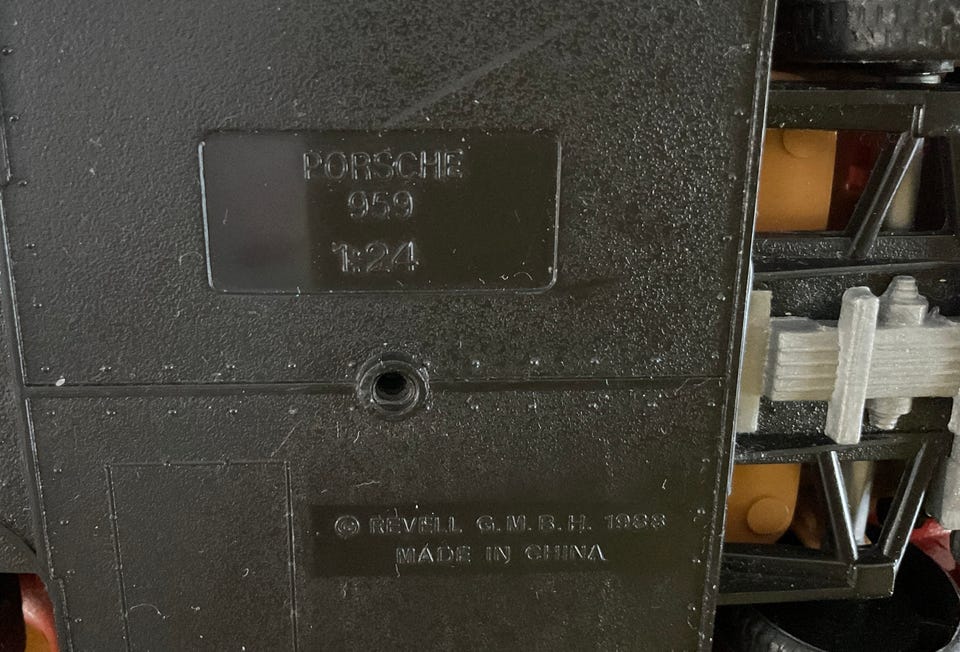 PORSCHE
959
1:24
© REVELL G.M.B.H. 1988
MADE IN CHINA